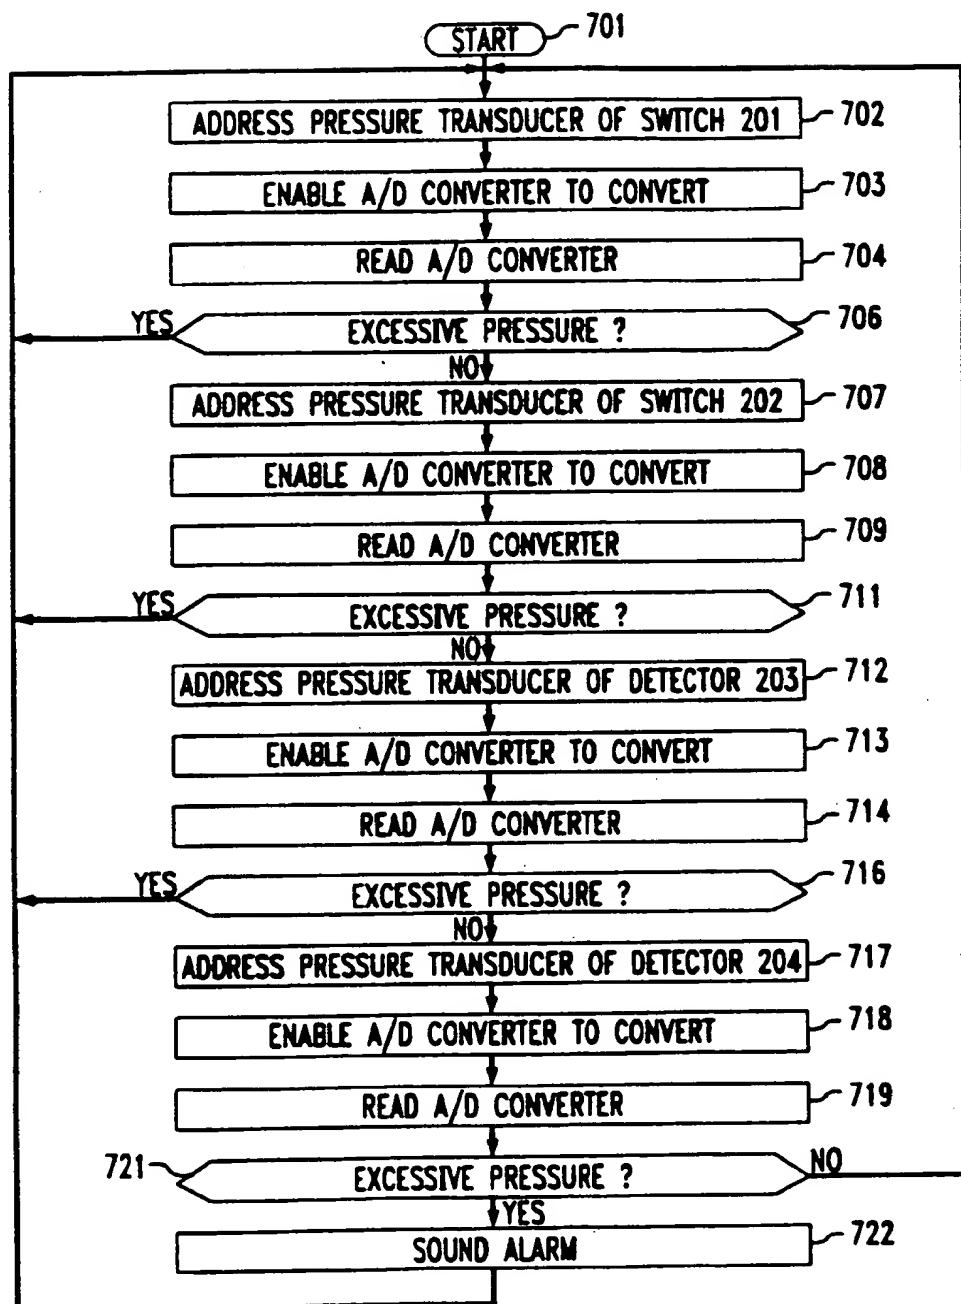 START 701
ADDRESS PRESSURE TRANSDUCER OF SWITCH 201 702
ENABLE A/D CONVERTER TO CONVERT 703
READ A/D CONVERTER 704
YES EXCESSIVE PRESSURE ? 706
NO
ADDRESS PRESSURE TRANSDUCER OF SWITCH 202 707
ENABLE A/D CONVERTER TO CONVERT 708
READ A/D CONVERTER 709
YES EXCESSIVE PRESSURE ? 711
NO
ADDRESS PRESSURE TRANSDUCER OF DETECTOR 203 712
ENABLE A/D CONVERTER TO CONVERT 713
READ A/D CONVERTER 714
YES EXCESSIVE PRESSURE ? 716
NO
ADDRESS PRESSURE TRANSDUCER OF DETECTOR 204 717
ENABLE A/D CONVERTER TO CONVERT 718
READ A/D CONVERTER 719
721 EXCESSIVE PRESSURE ? NO
YES
SOUND ALARM 722